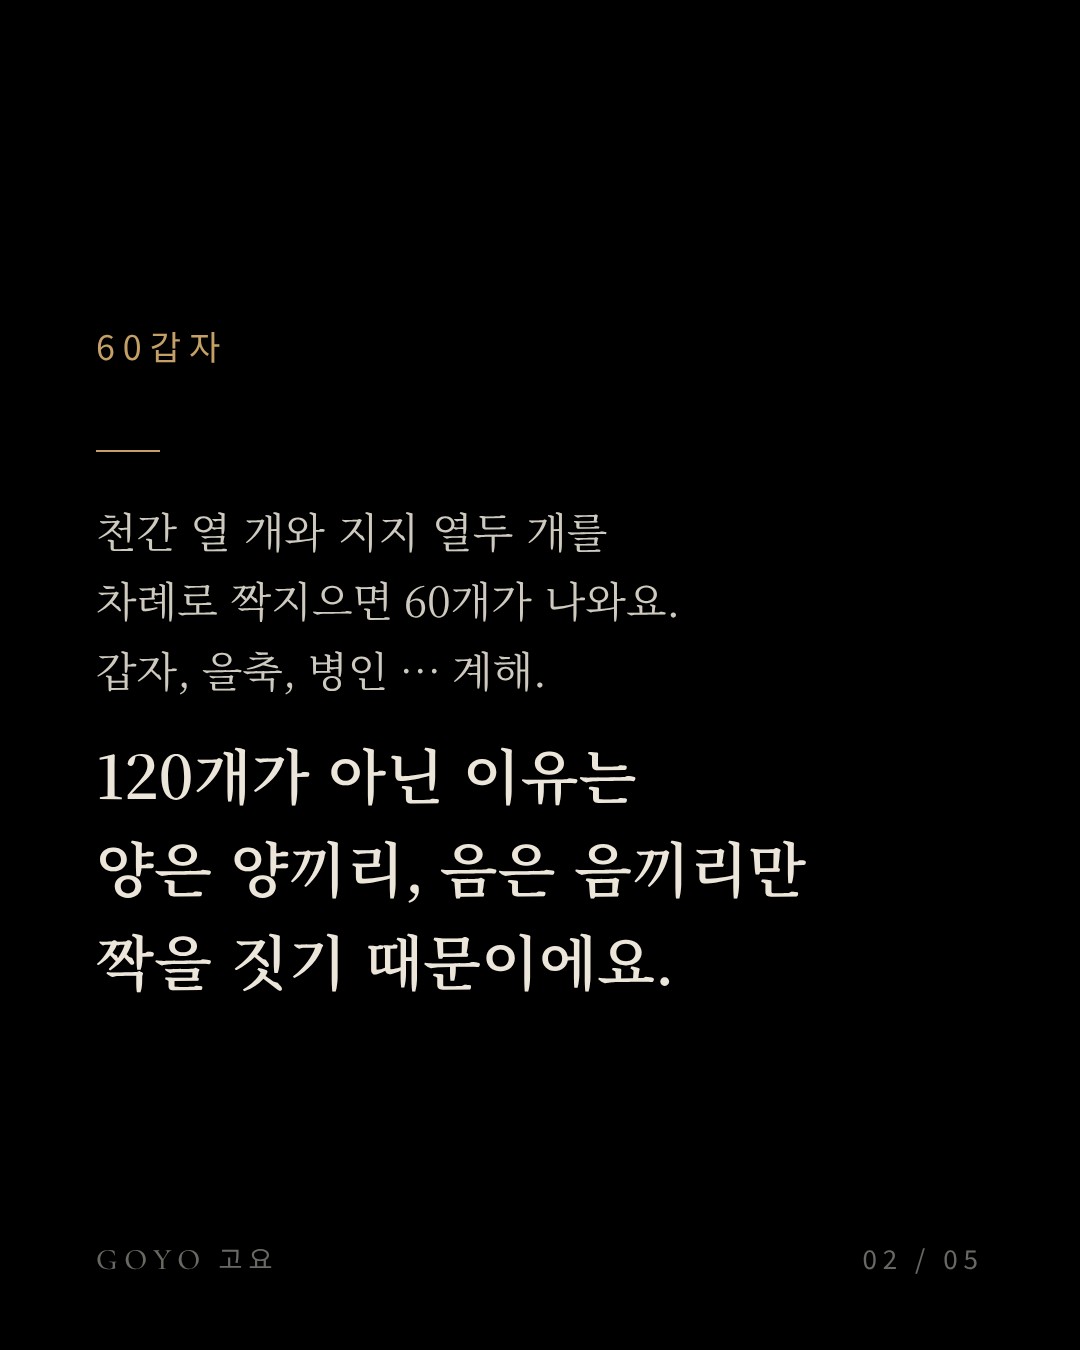 60갑자
천간 열 개와 지지 열두 개를
차례로 짝지으면 60개가 나와요.
갑자, 을축, 병인 … 계해.
120개가 아닌 이유는
양은 양끼리, 음은 음끼리만
짝을 짓기 때문이에요.
GOYO 고요
02 / 05